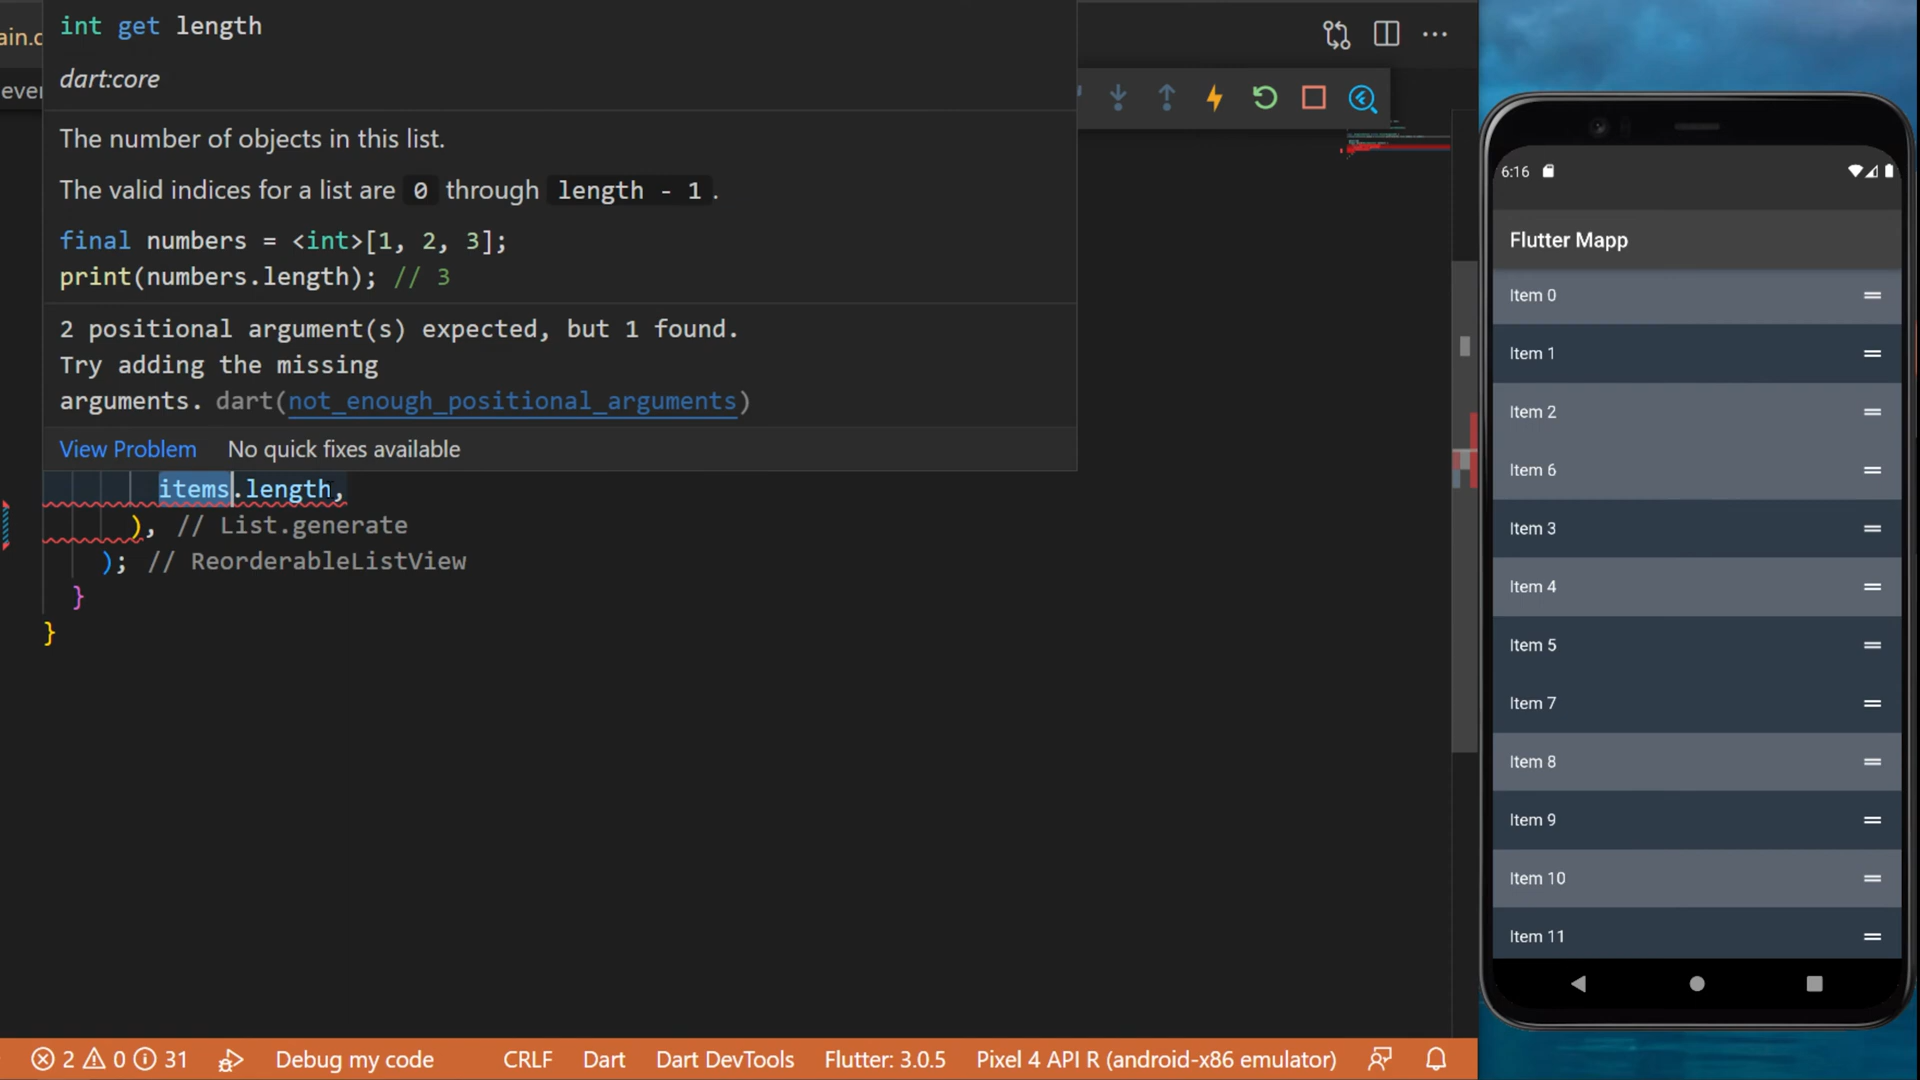 int get length
ain.d
dart:core
ever
The number of objects in this list.
The valid indices for a list are 0 through length - 1 .
final numbers = <int>[1, 2, 3];
print(numbers.length); // 3
2 positional argument(s) expected, but 1 found.
Try adding the missing
arguments. dart(not_enough_positional_arguments)
View Problem No quick fixes available
items.length,
), // List.generate
); // ReorderableListView
}
}
2 0 31 Debug my code CRLF Dart Dart DevTools Flutter: 3.0.5 Pixel 4 API R (android-x86 emulator)
6:16
Flutter Mapp
Item 0
Item 1
Item 2
Item 6
Item 3
Item 4
Item 5
Item 7
Item 8
Item 9
Item 10
Item 11